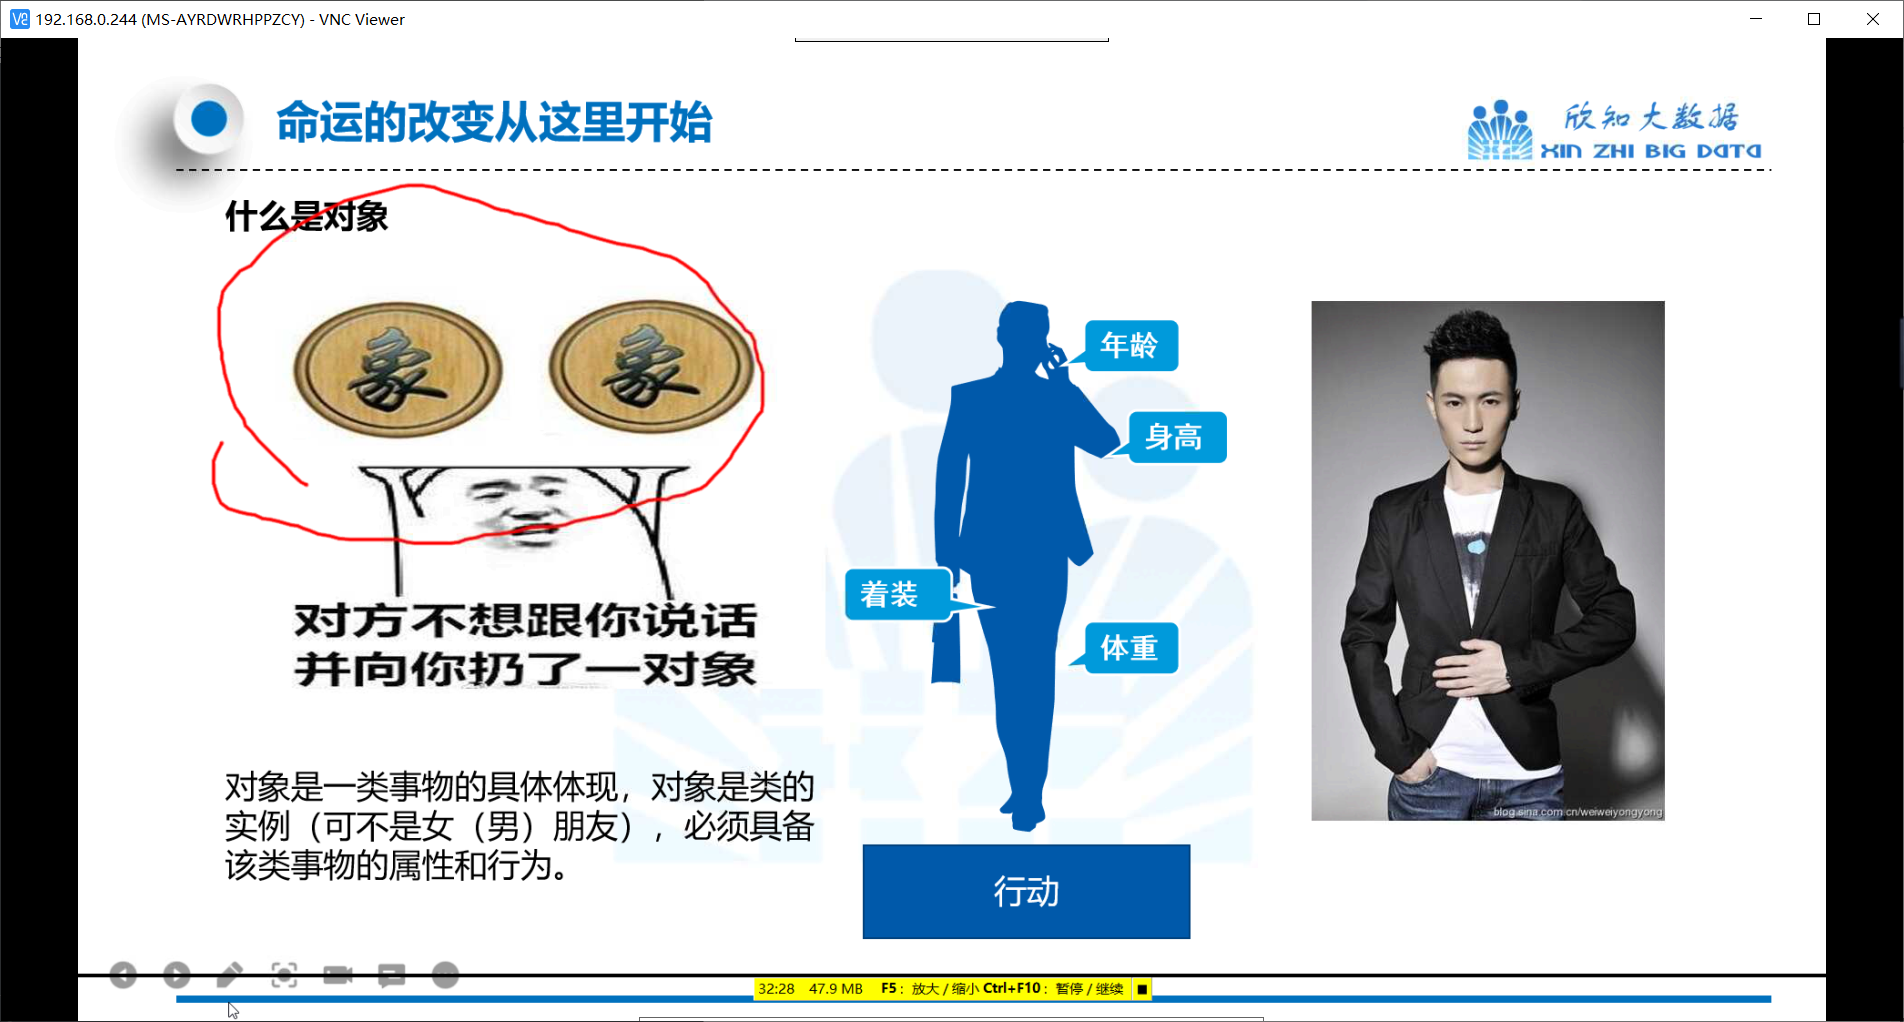 192.168.0.244 (MS-AYRDWRHPPZCY) - VNC Viewer
命运的改变从这里开始
欣知大数据
XIN ZHI BIG DATA
什么是对象
象 象
对方不想跟你说话
并向你扔了一对象
年龄
身高
着装
体重
行动
blog.sina.com.cn/weiweiyongyong
对象是一类事物的具体体现，对象是类的
实例（可不是女（男）朋友），必须具备
该类事物的属性和行为。
32:28 47.9 MB F5：放大 / 缩小 Ctrl+F10：暂停 / 继续